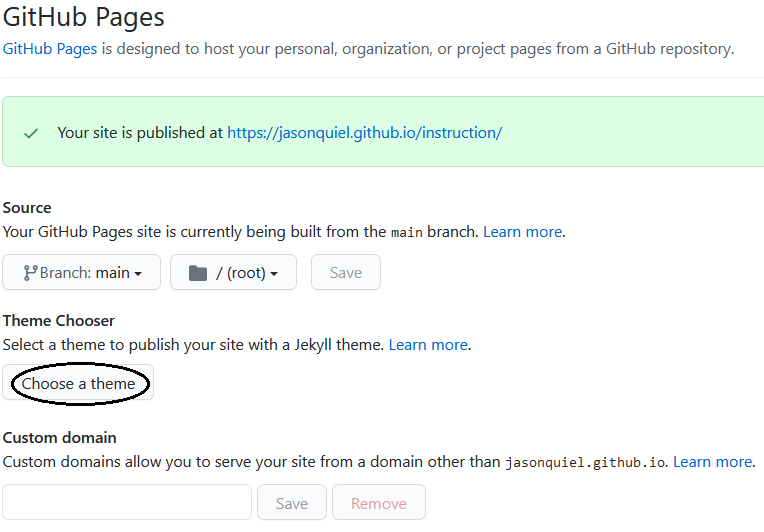 GitHub Pages
GitHub Pages is designed to host your personal, organization, or project pages from a GitHub repository.
Your site is published at https://jasonquiel.github.io/instruction/
Source
Your GitHub Pages site is currently being built from the main branch. Learn more.
Branch: main / (root) Save
Theme Chooser
Select a theme to publish your site with a Jekyll theme. Learn more.
Choose a theme
Custom domain
Custom domains allow you to serve your site from a domain other than jasonquiel.github.io. Learn more.
Save Remove